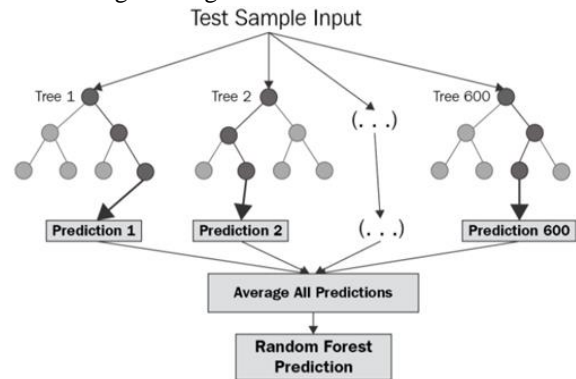 Test Sample Input
Tree 1
Tree 2
(. . .)
Tree 600
Prediction 1
Prediction 2
(. . .)
Prediction 600
Average All Predictions
Random Forest
Prediction